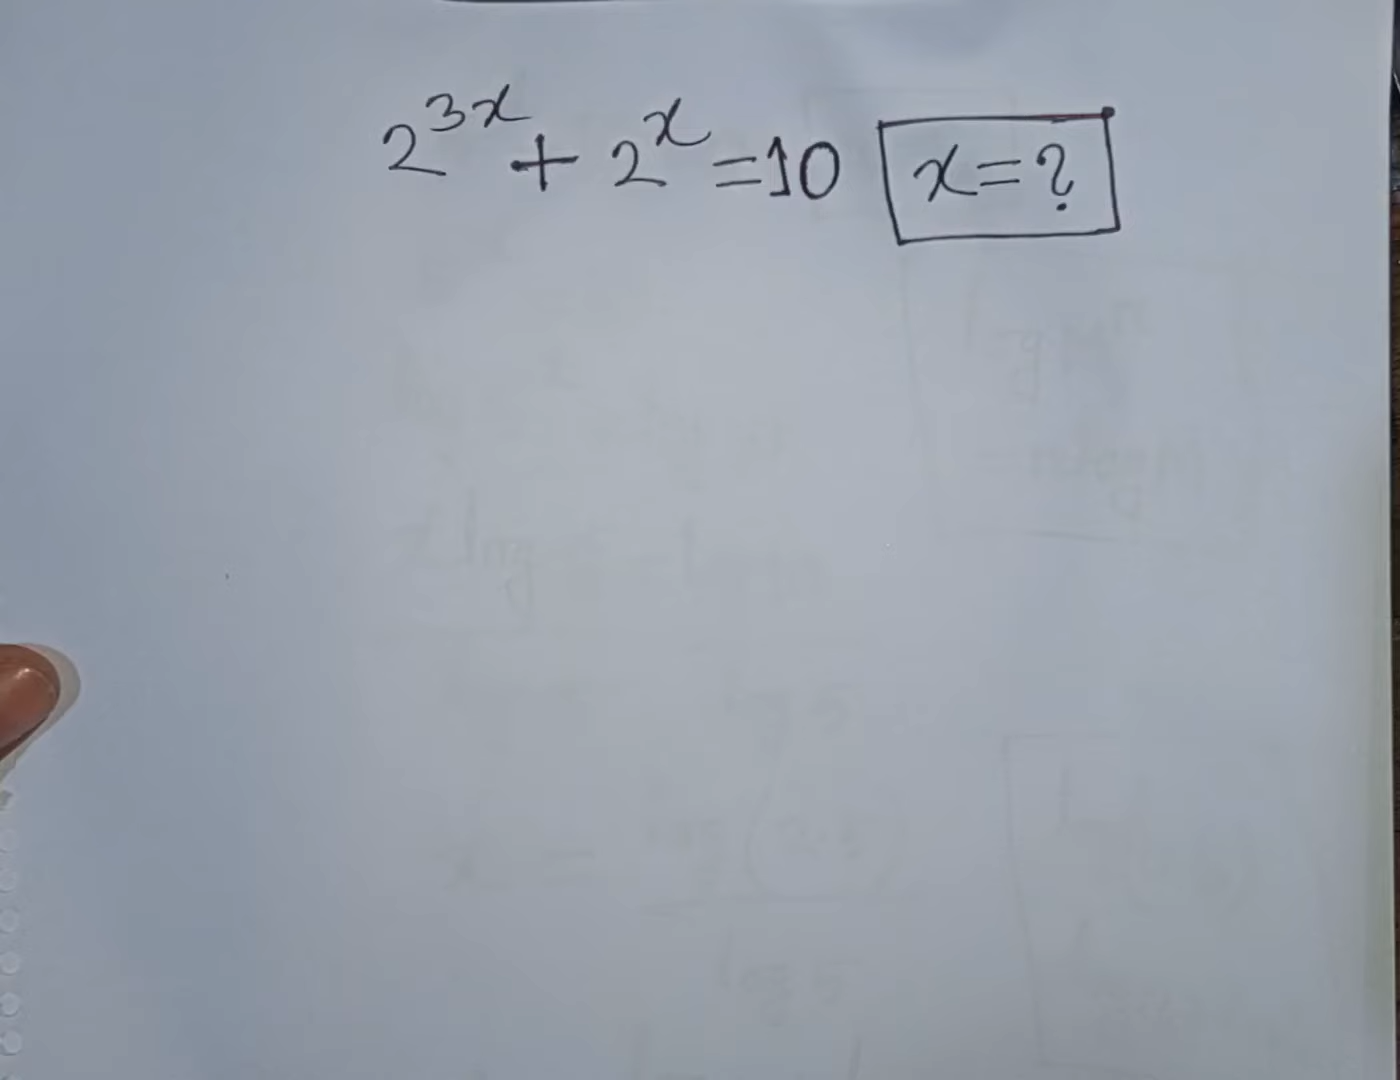 2^{3x} + 2^x = 10 x = ?